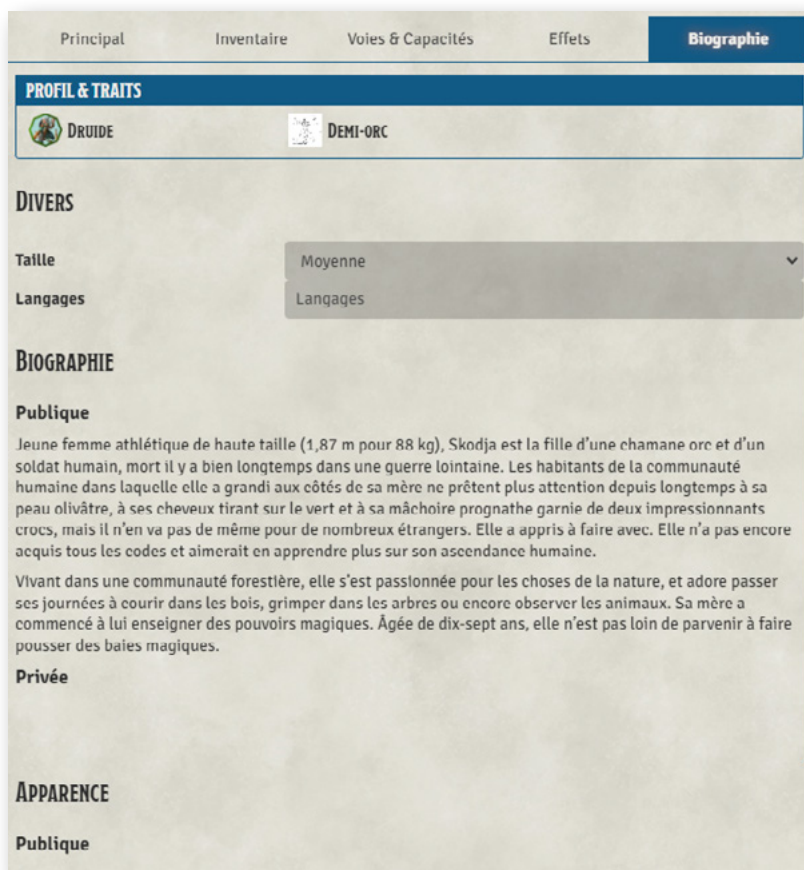 Principal Inventaire Voies & Capacités Effets Biographie
PROFIL & TRAITS
DRUIDE DEMI-ORC
DIVERS
Taille Moyenne
Langages Langages
BIOGRAPHIE
Publique
Jeune femme athlétique de haute taille (1,87 m pour 88 kg), Skodja est la fille d'une chamane orc et d'un
soldat humain, mort il y a bien longtemps dans une guerre lointaine. Les habitants de la communauté
humaine dans laquelle elle a grandi aux côtés de sa mère ne prêtent plus attention depuis longtemps à sa
peau olivâtre, à ses cheveux tirant sur le vert et à sa mâchoire prognathe garnie de deux impressionnants
crocs, mais il n'en va pas de même pour de nombreux étrangers. Elle a appris à faire avec. Elle n'a pas encore
acquis tous les codes et aimerait en apprendre plus sur son ascendance humaine.
Vivant dans une communauté forestière, elle s'est passionnée pour les choses de la nature, et adore passer
ses journées à courir dans les bois, grimper dans les arbres ou encore observer les animaux. Sa mère a
commencé à lui enseigner des pouvoirs magiques. Âgée de dix-sept ans, elle n'est pas loin de parvenir à faire
pousser des baies magiques.
Privée
APPARENCE
Publique